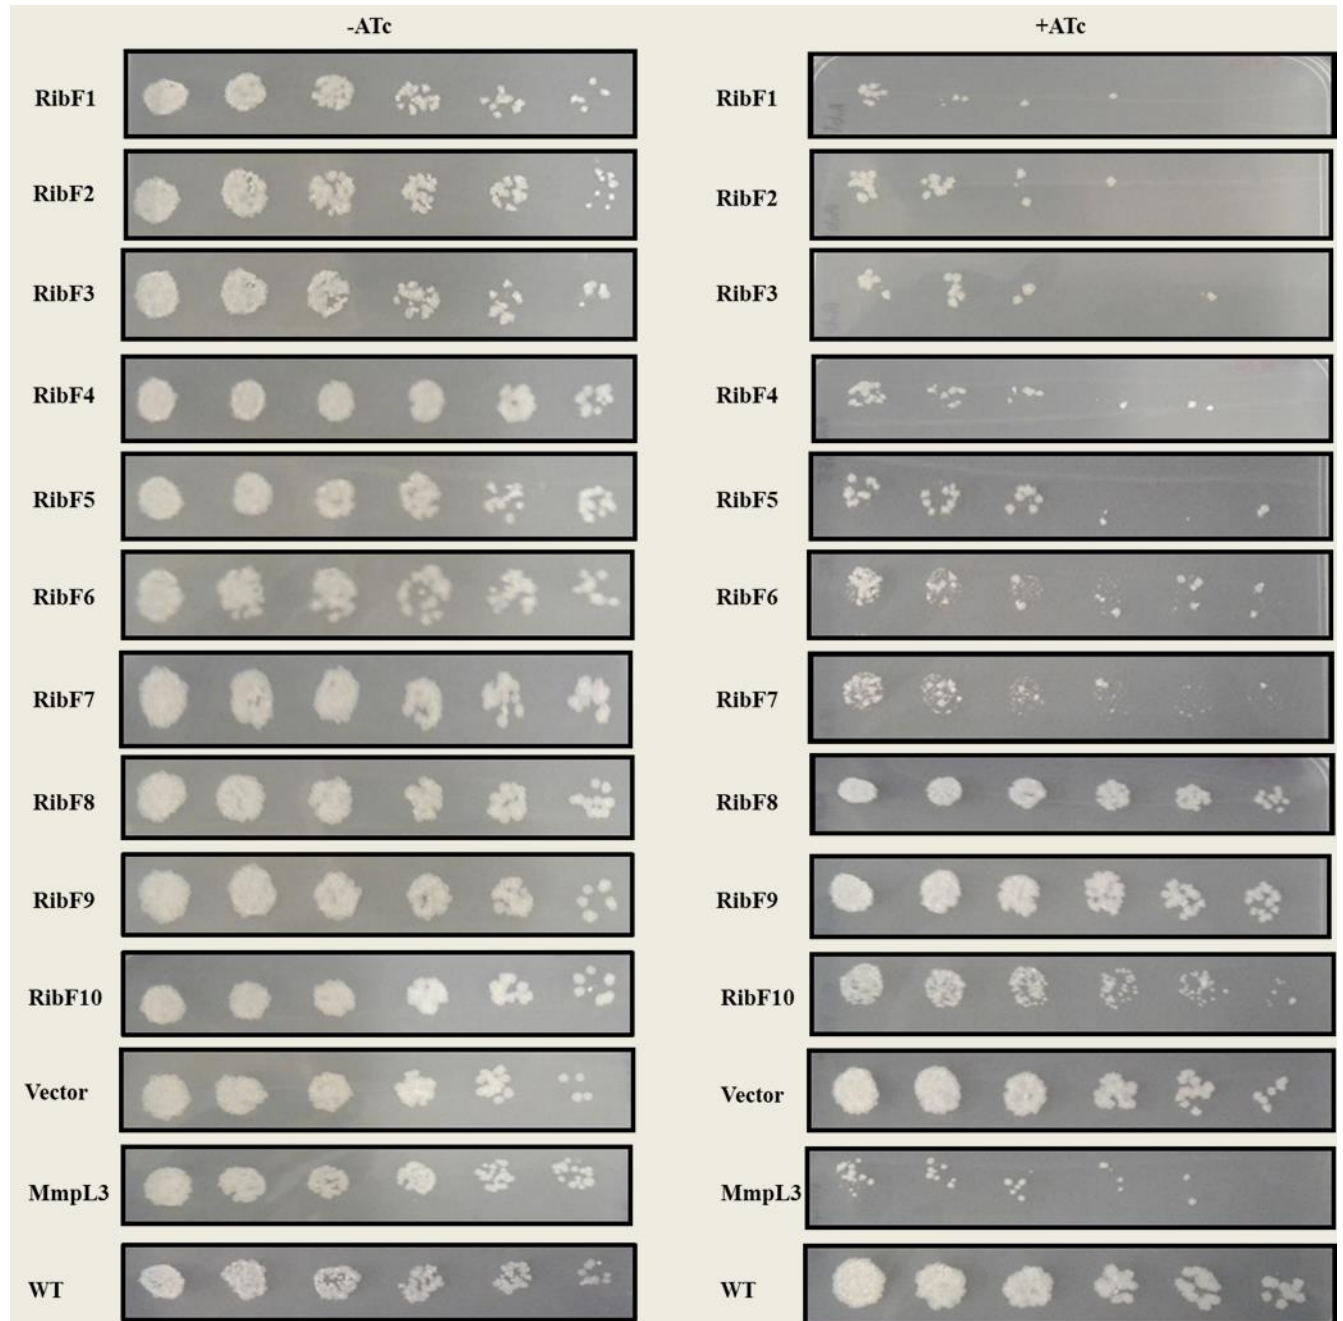 -ATc +ATc
RibF1 RibF1
RibF2 RibF2
RibF3 RibF3
RibF4 RibF4
RibF5 RibF5
RibF6 RibF6
RibF7 RibF7
RibF8 RibF8
RibF9 RibF9
RibF10 RibF10
Vector Vector
MmpL3 MmpL3
WT WT